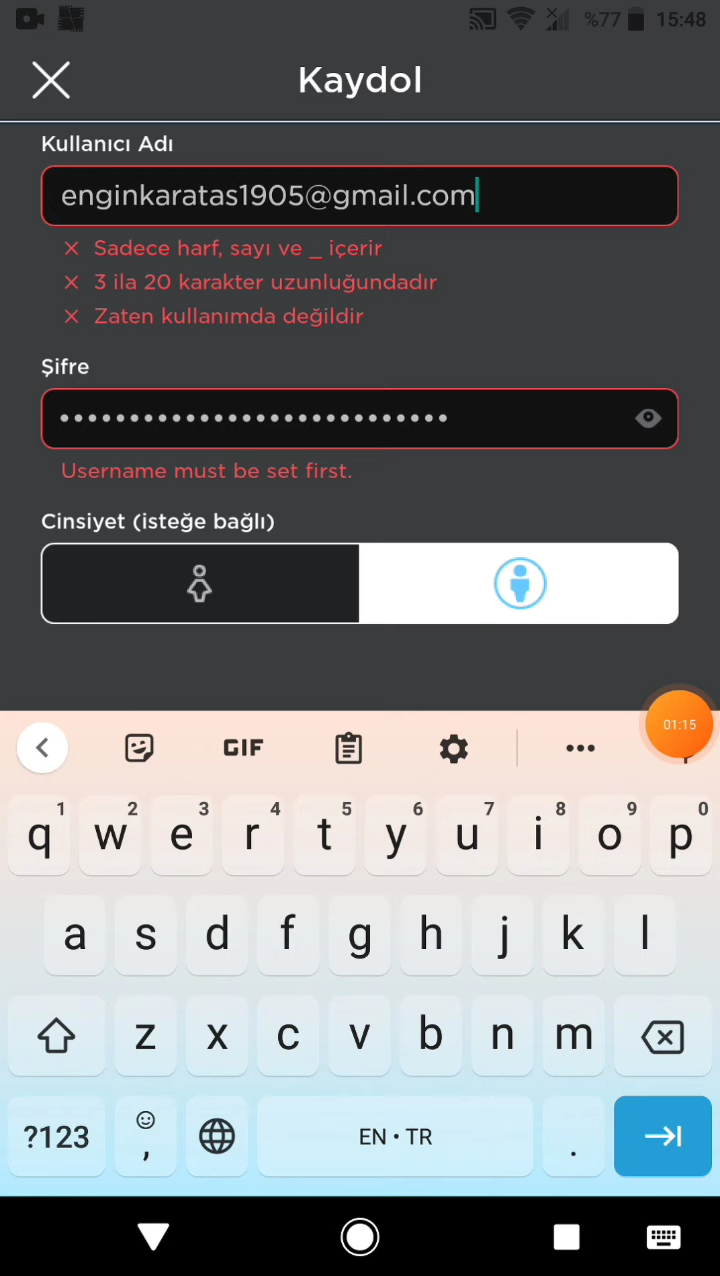 %77 15:48
Kaydol
Kullanıcı Adı
enginkaratas1905@gmail.com
× Sadece harf, sayı ve _ içerir
× 3 ila 20 karakter uzunluğundadır
× Zaten kullanımda değildir
Şifre
Username must be set first.
Cinsiyet (isteğe bağlı)
01:15
GIF
1 2 3 4 5 6 7 8 9 0
q w e r t y u i o p
a s d f g h j k l
z x c v b n m
?123 , EN • TR .